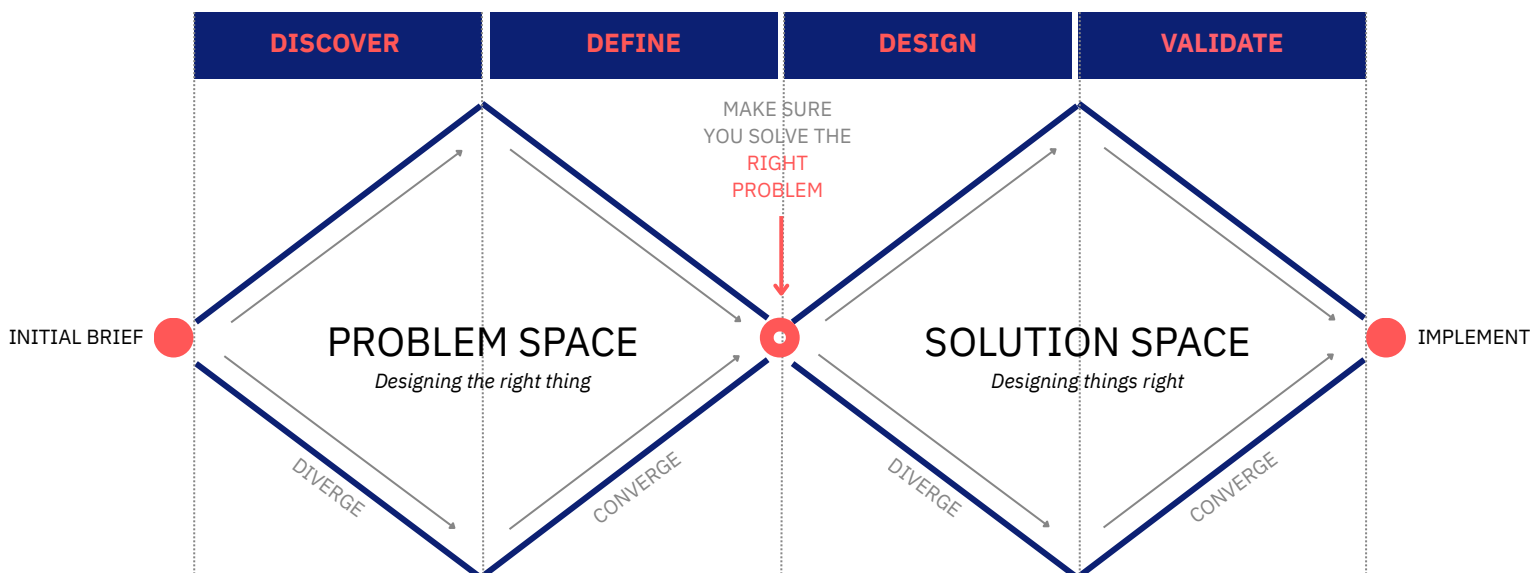 DISCOVER
DEFINE
DESIGN
VALIDATE
MAKE SURE
YOU SOLVE THE
RIGHT
PROBLEM
INITIAL BRIEF
PROBLEM SPACE
Designing the right thing
SOLUTION SPACE
Designing things right
IMPLEMENT
DIVERGE
CONVERGE
DIVERGE
CONVERGE